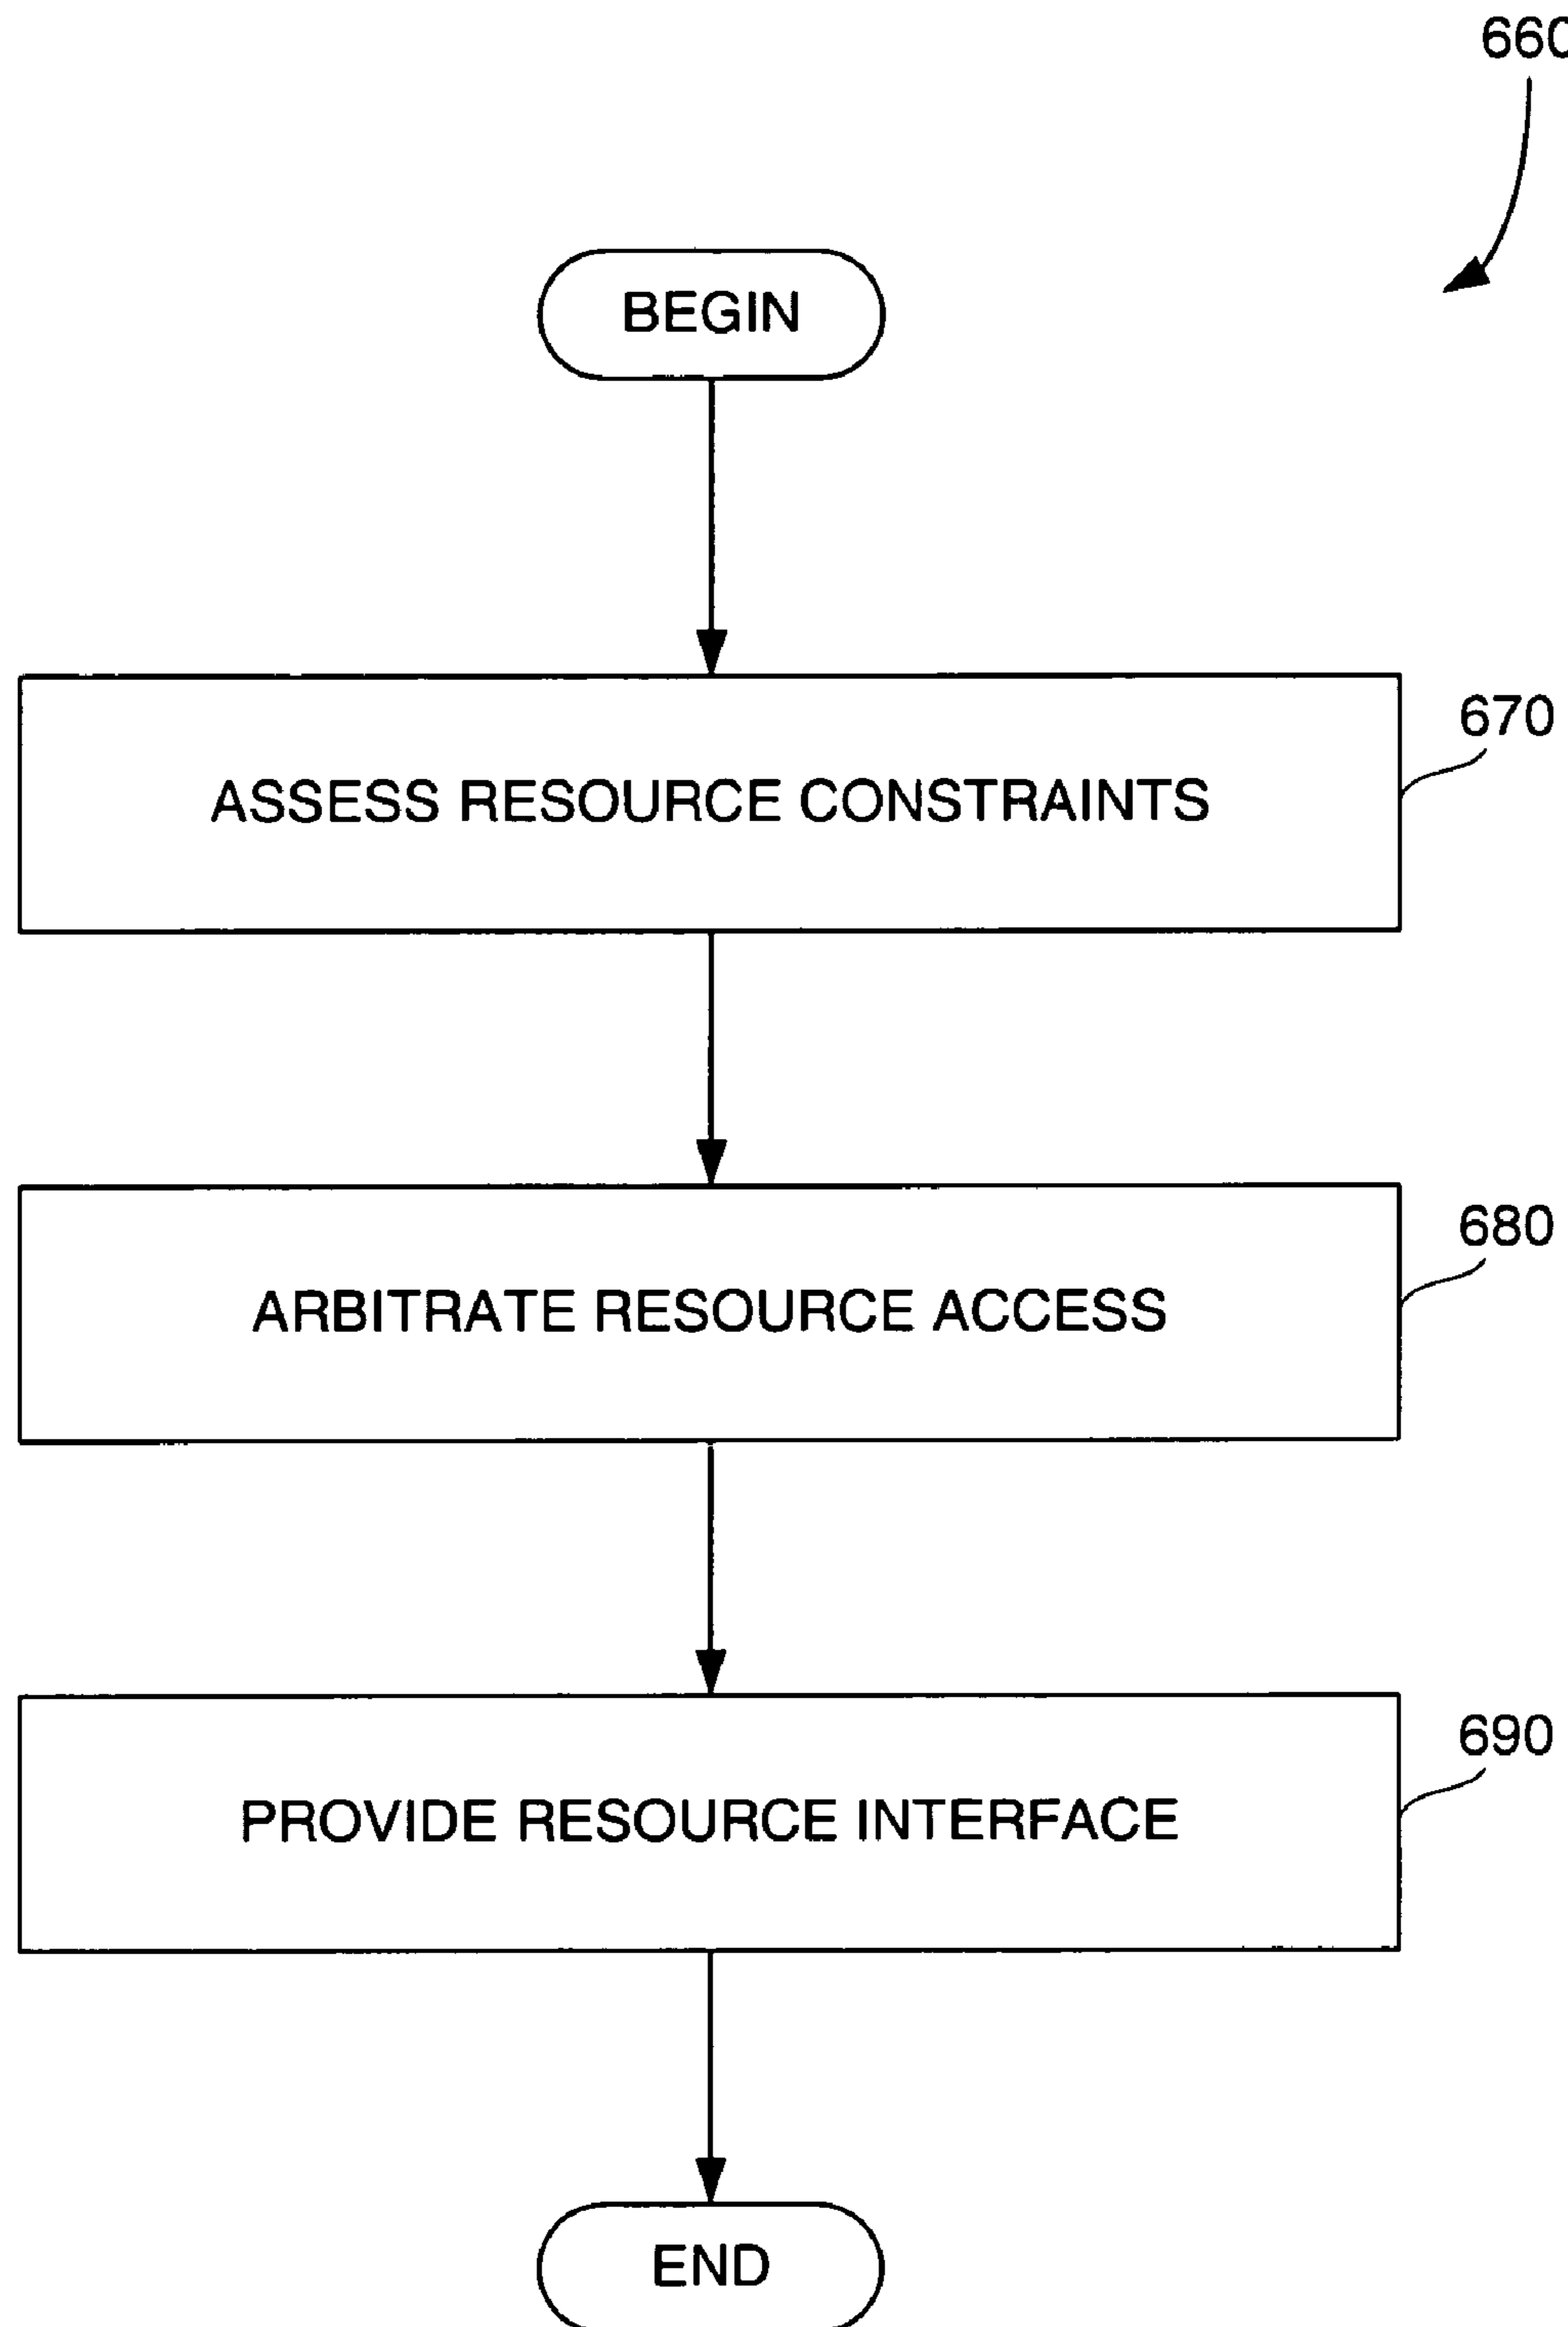 660
BEGIN
670
ASSESS RESOURCE CONSTRAINTS
680
ARBITRATE RESOURCE ACCESS
690
PROVIDE RESOURCE INTERFACE
END